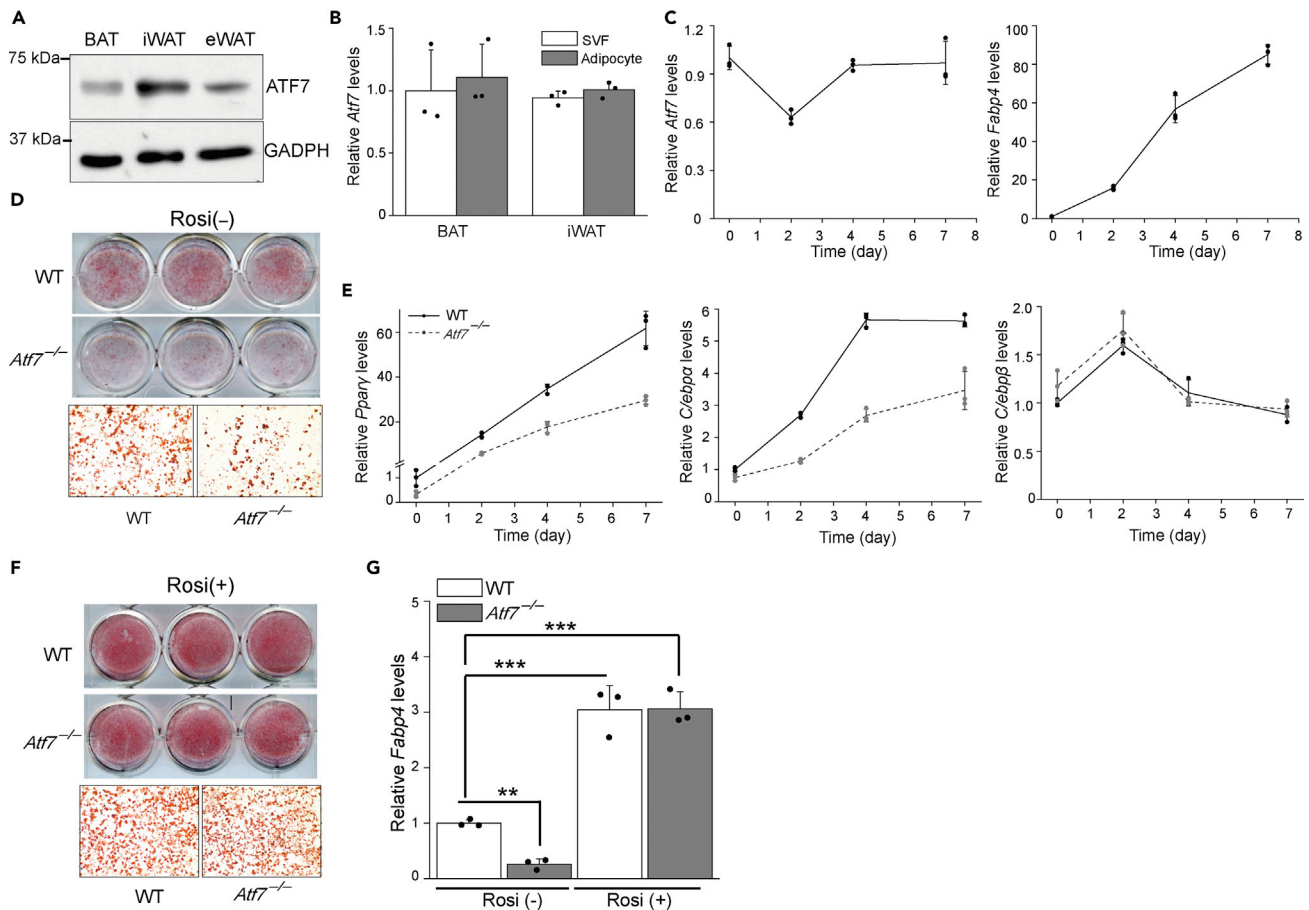 A
BAT iWAT eWAT
75 kDa
ATF7
37 kDa
GADPH
B
Relative Atf7 levels
1.5
1.0
0.5
0
SVF
Adipocyte
BAT iWAT
C
Relative Atf7 levels
1.2
0.9
0.6
0.3
0
0 1 2 3 4 5 6 7 8
Time (day)
Relative Fabp4 levels
100
80
60
40
20
0
0 1 2 3 4 5 6 7 8
Time (day)
D
Rosi(–)
WT
Atf7–/–
WT Atf7–/–
E
WT
Atf7–/–
Relative Pparγ levels
60
40
20
1
0
0 1 2 3 4 5 6 7
Time (day)
Relative C/ebpα levels
6
5
4
3
2
1
0
0 1 2 3 4 5 6 7
Time (day)
Relative C/ebpβ levels
2.0
1.5
1.0
0.5
0
0 1 2 3 4 5 6 7
Time (day)
F
Rosi(+)
WT
Atf7–/–
WT Atf7–/–
G
WT
Atf7–/–
Relative Fabp4 levels
5
4
3
2
1
0
***
***
**
Rosi (-) Rosi (+)